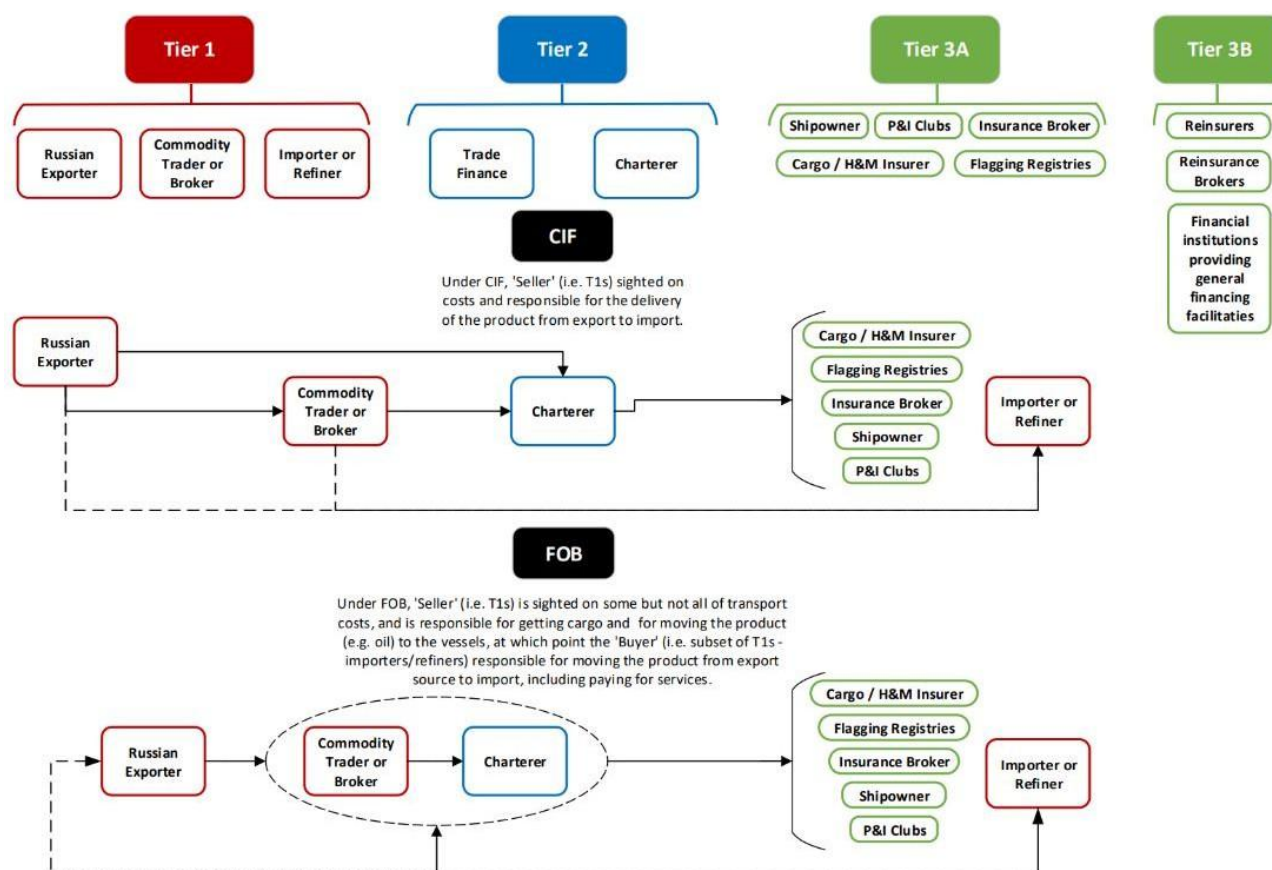 Tier 1
Tier 2
Tier 3A
Tier 3B
Russian
Exporter
Commodity
Trader or
Broker
Importer or
Refiner
Trade
Finance
Charterer
Shipowner
P&I Clubs
Insurance Broker
Cargo / H&M Insurer
Flagging Registries
Reinsurers
Reinsurance
Brokers
Financial
institutions
providing
general
financing
facilitaties
CIF
Under CIF, 'Seller' (i.e. T1s) sighted on
costs and responsible for the delivery
of the product from export to import.
Russian
Exporter
Commodity
Trader or
Broker
Charterer
Cargo / H&M Insurer
Flagging Registries
Insurance Broker
Shipowner
P&I Clubs
Importer or
Refiner
FOB
Under FOB, 'Seller' (i.e. T1s) is sighted on some but not all of transport
costs, and is responsible for getting cargo and for moving the product
(e.g. oil) to the vessels, at which point the 'Buyer' (i.e. subset of T1s -
importers/refiners) responsible for moving the product from export
source to import, including paying for services.
Russian
Exporter
Commodity
Trader or
Broker
Charterer
Cargo / H&M Insurer
Flagging Registries
Insurance Broker
Shipowner
P&I Clubs
Importer or
Refiner